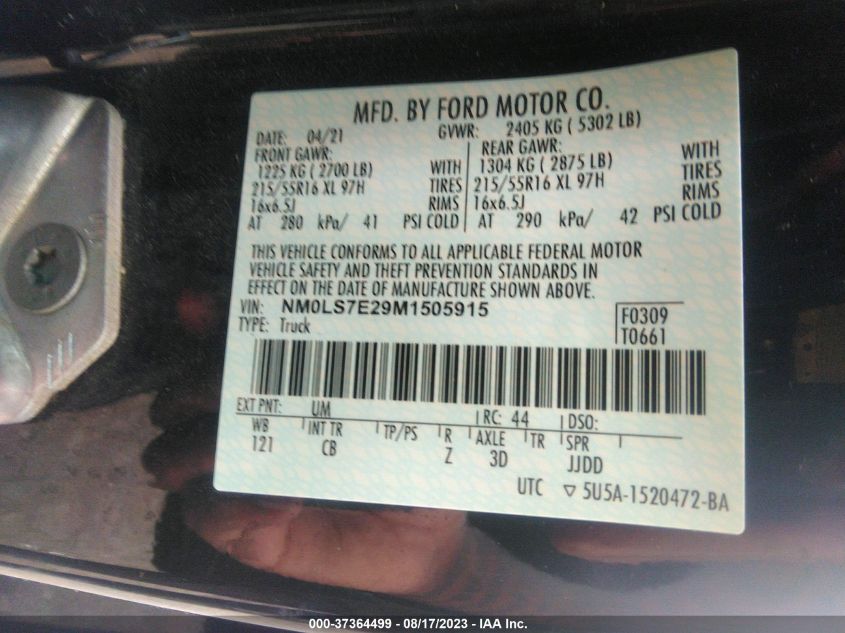 MFD. BY FORD MOTOR CO.
DATE: 04/21 GVWR: 2405 KG ( 5302 LB)
FRONT GAWR: REAR GAWR:
1225 KG ( 2700 LB) WITH 1304 KG ( 2875 LB) WITH
215/55R16 XL 97H TIRES 215/55R16 XL 97H TIRES
16x6.5J RIMS 16x6.5J RIMS
AT 280 kPa/ 41 PSI COLD AT 290 kPa/ 42 PSI COLD
THIS VEHICLE CONFORMS TO ALL APPLICABLE FEDERAL MOTOR
VEHICLE SAFETY AND THEFT PREVENTION STANDARDS IN
EFFECT ON THE DATE OF MANUFACTURE SHOWN ABOVE.
VIN: NM0LS7E29M1505915 F0309
TYPE: Truck T0661
EXT PNT: UM RC: 44 DSO:
WB INT TR TP/PS R AXLE TR SPR
121 CB Z 3D JJDD
UTC ▽ 5U5A-1520472-BA
000-37364499 - 08/17/2023 - IAA Inc.